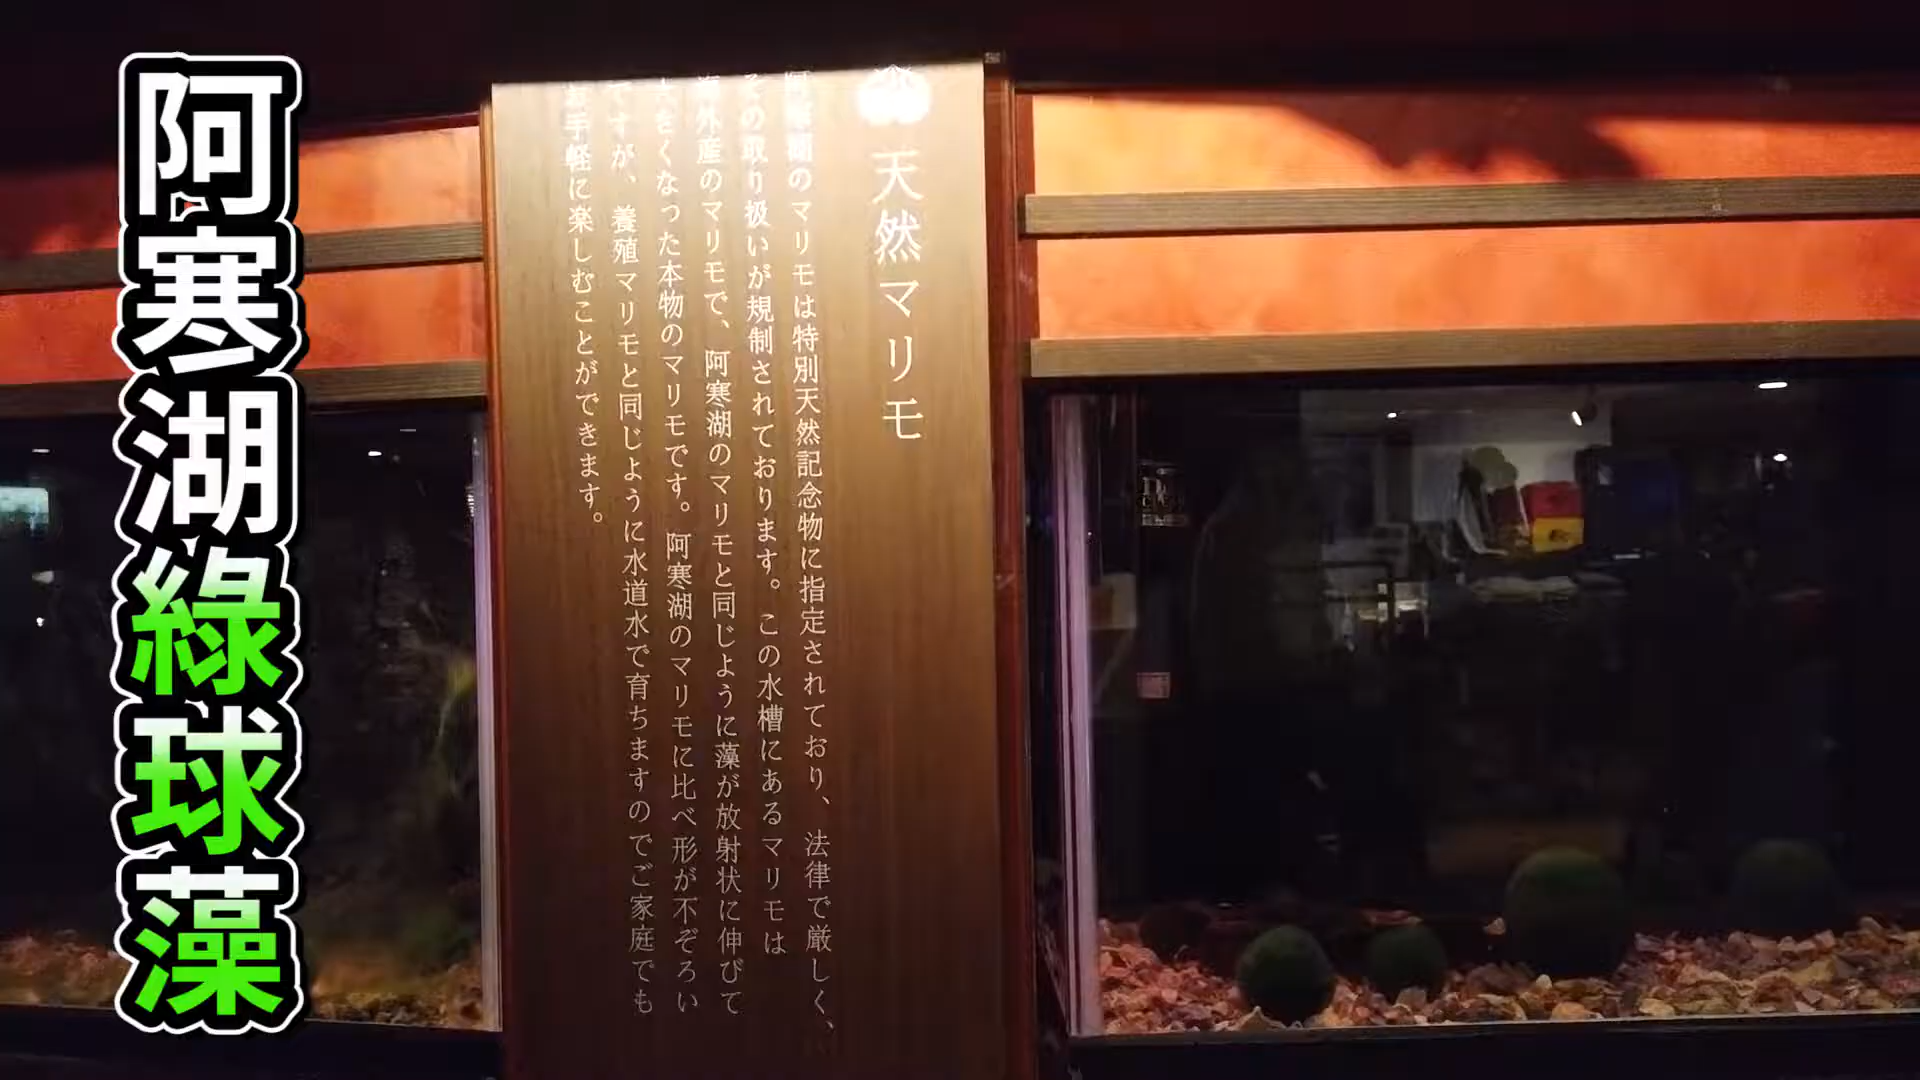 阿寒湖綠球藻
天然マリモ
阿寒湖のマリモは特別天然記念物に指定されており、法律で厳しく、
その取り扱いが規制されております。この水槽にあるマリモは
海外産のマリモで、阿寒湖のマリモと同じように藻が放射状に伸びて
大きくなった本物のマリモです。阿寒湖のマリモに比べ形が不ぞろい
ですが、養殖マリモと同じように水道水で育ちますのでご家庭でも
お手軽に楽しむことができます。